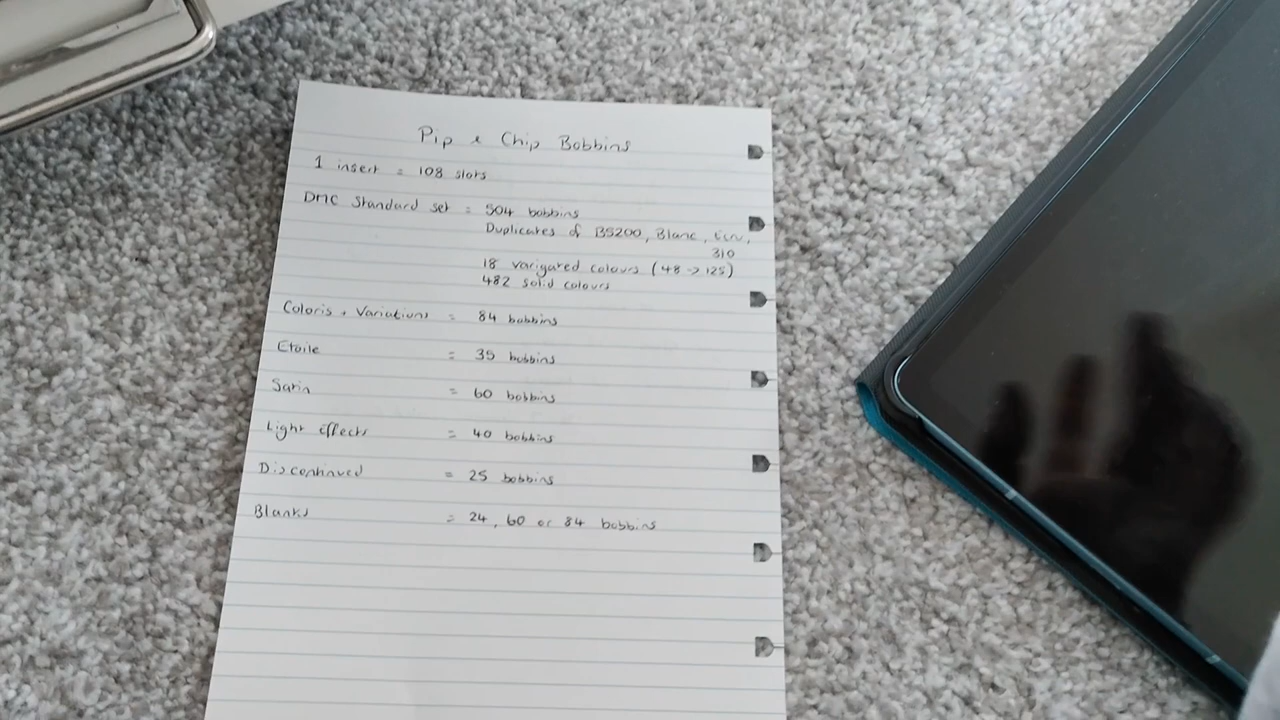 Pip & Chip Bobbins
1 insert = 108 slots
DMC Standard set = 504 bobbins
Duplicates of B5200, Blanc, Ecru,
310
18 varigared colours (48 -> 125)
482 solid colours
Coloris + Variations = 84 bobbins
Etoile = 35 bobbins
Satin = 60 bobbins
Light Effects = 40 bobbins
Discontinued = 25 bobbins
Blanks = 24, 60 or 84 bobbins